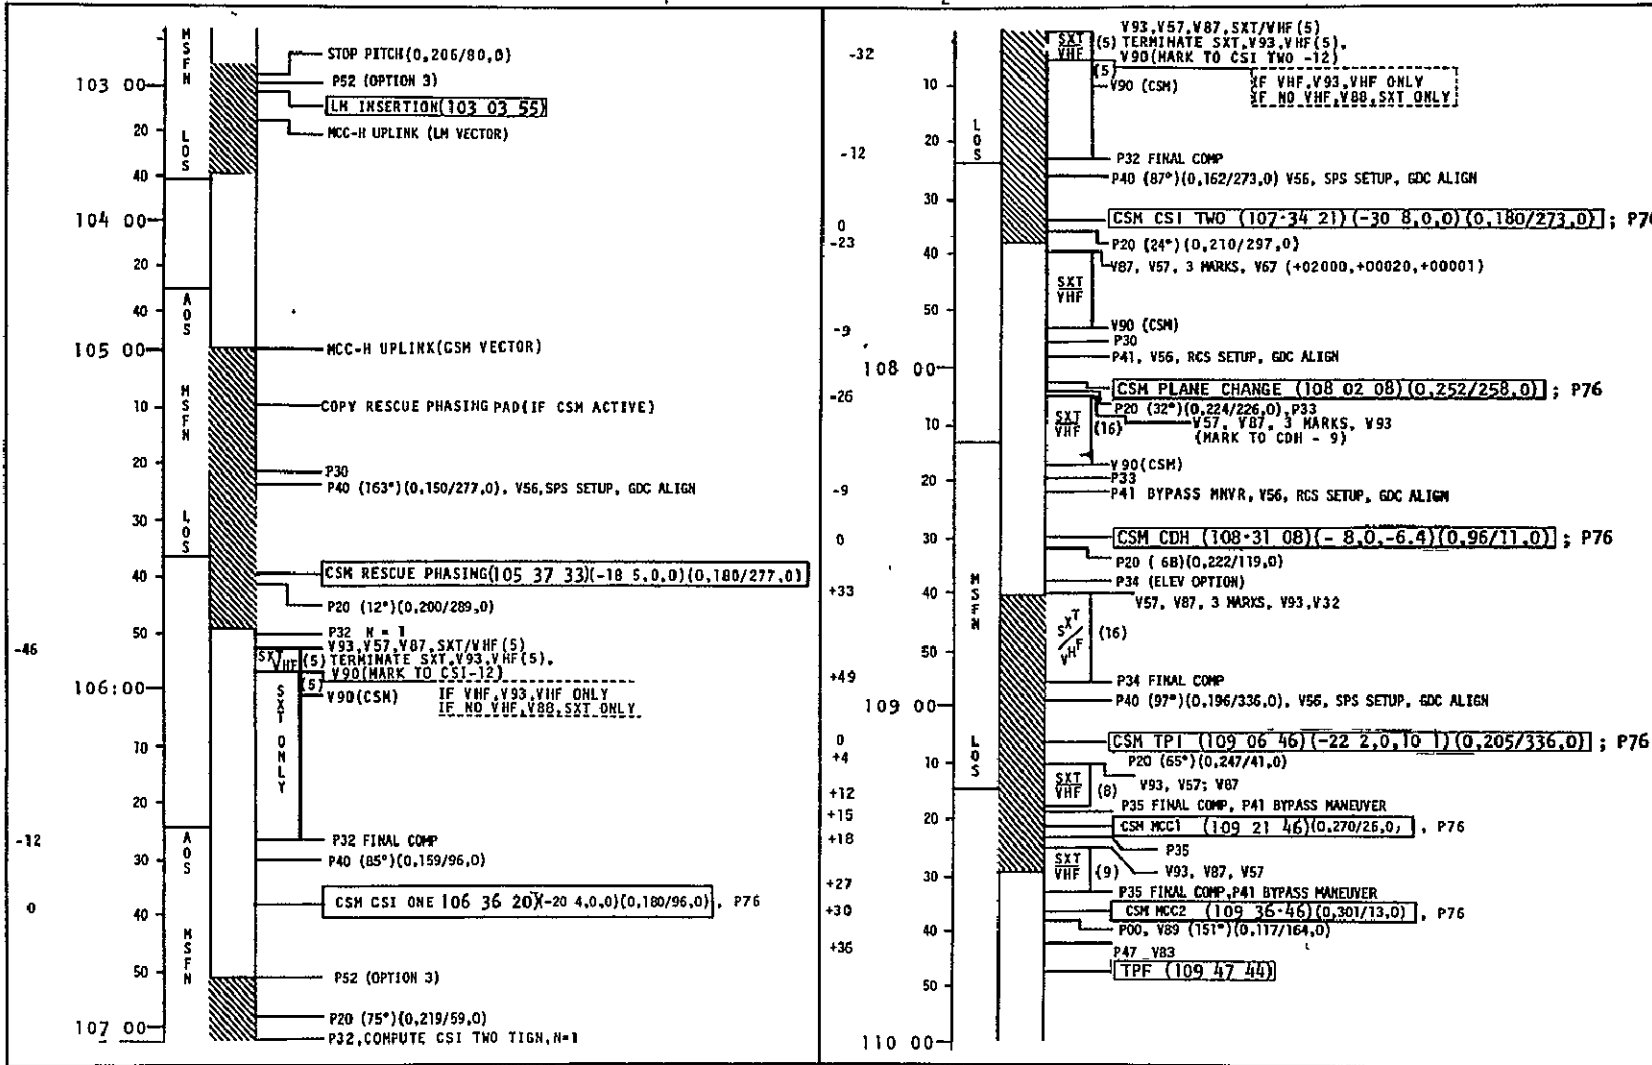 MSFN
LOS
STOP PITCH(0,206/80,0)
103 00
P52 (OPTION 3)
LM INSERTION(103 03 55)
20
MCC-H UPLINK (LM VECTOR)
40
104 00
20
AOS
40
105 00
MCC-H UPLINK(CSM VECTOR)
MSFN
10
COPY RESCUE PHASING PAD(IF CSM ACTIVE)
20
P30
P40 (163°)(0,150/277,0), V56,SPS SETUP, GDC ALIGN
LOS
30
40
CSM RESCUE PHASING(105 37 33)(-18 5,0,0)(0,180/277,0)
P20 (12°)(0,200/289,0)
50
P32 N = 1
-46
V93,V57,V87,SXT/VHF(5)
SXT/VHF
(5) TERMINATE SXT,V93,VHF(5),
V90(MARK TO CSI-12)
106:00
(5)
V90(CSM)
IF VHF,V93,VHF ONLY
IF NO VHF,V88,SXT ONLY
SXT ONLY
10
20
-12
AOS
P32 FINAL COMP
30
P40 (85°)(0,159/96,0)
0
CSM CSI ONE 106 36 20)(-20 4,0,0)(0,180/96,0) , P76
40
MSFN
50
P52 (OPTION 3)
P20 (75°)(0,219/59,0)
107 00
P32,COMPUTE CSI TWO TIGN,N=1
-32
SXT
VHF
V93,V57,V87,SXT/VHF(5)
(5) TERMINATE SXT,V93,VHF(5),
V90(MARK TO CSI TWO -12)
(5)
10
V90 (CSM)
IF VHF,V93,VHF ONLY
IF NO VHF,V88,SXT ONLY
LOS
20
-12
P32 FINAL COMP
P40 (87°)(0,162/273,0) V56, SPS SETUP, GDC ALIGN
30
0
CSM CSI TWO (107·34 21)(-30 8,0,0)(0,180/273,0) ; P76
-23
P20 (24°)(0,210/297,0)
40
V87, V57, 3 MARKS, V67 (+02000,+00020,+00001)
SXT
VHF
50
-9
V90 (CSM)
P30
P41, V56, RCS SETUP, GDC ALIGN
108 00
CSM PLANE CHANGE (108 02 08)(0,252/258,0) ; P76
-26
P20 (32°)(0,224/226,0),P33
SXT
VHF
(16)
V57, V87, 3 MARKS, V93
(MARK TO CDH - 9)
10
V90(CSM)
P33
20
-9
P41 BYPASS MNVR, V56, RCS SETUP, GDC ALIGN
30
0
CSM CDH (108·31 08)(- 8,0,-6.4)(0,96/11,0) ; P76
P20 ( 68)(0,222/119,0)
+33
MSFN
P34 (ELEV OPTION)
40
V57, V87, 3 MARKS, V93,V32
SXT/VHF
(16)
50
+49
P34 FINAL COMP
P40 (97°)(0,196/336,0), V56, SPS SETUP, GDC ALIGN
109 00
0
LOS
CSM TPI (109 06 46)(-22 2,0,10 1)(0,205/336,0) ; P76
+4
P20 (65°)(0,247/41,0)
10
SXT
VHF
(8)
V93, V57; V87
+12
+15
P35 FINAL COMP, P41 BYPASS MANEUVER
20
+18
CSM MCC1 (109 21 46)(0,270/26,0, , P76
P35
SXT
VHF
(9)
V93, V87, V57
+27
30
P35 FINAL COMP,P41 BYPASS MANEUVER
+30
CSM MCC2 (109 36·46)(0,301/13,0) , P76
P00, V89 (151°)(0,117/164,0)
40
+36
P47 V83
TPF (109 47 44)
50
110 00